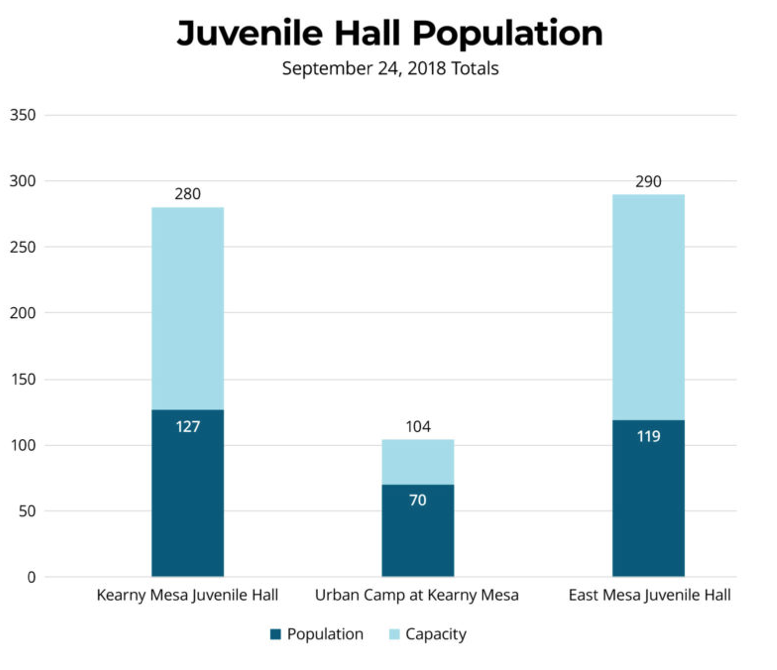 Juvenile Hall Population
September 24, 2018 Totals
350
300
250
200
150
100
50
0
280
127
104
70
290
119
Kearny Mesa Juvenile Hall
Urban Camp at Kearny Mesa
East Mesa Juvenile Hall
Population
Capacity